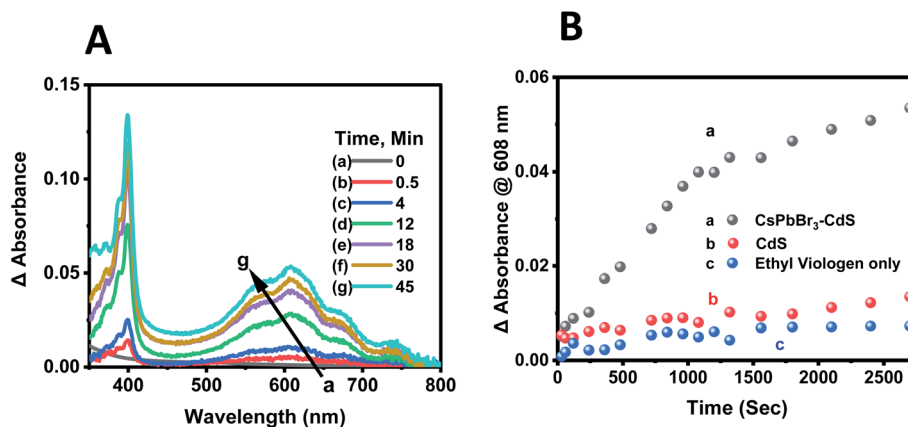 A
Δ Absorbance
0.15
0.10
0.05
0.00
Time, Min
(a) 0
(b) 0.5
(c) 4
(d) 12
(e) 18
(f) 30
(g) 45
g
a
400 500 600 700 800
Wavelength (nm)
B
Δ Absorbance @ 608 nm
0.06
0.04
0.02
0.00
a
a CsPbBr₃-CdS
b CdS
c Ethyl Viologen only
b
c
0 500 1000 1500 2000 2500
Time (Sec)